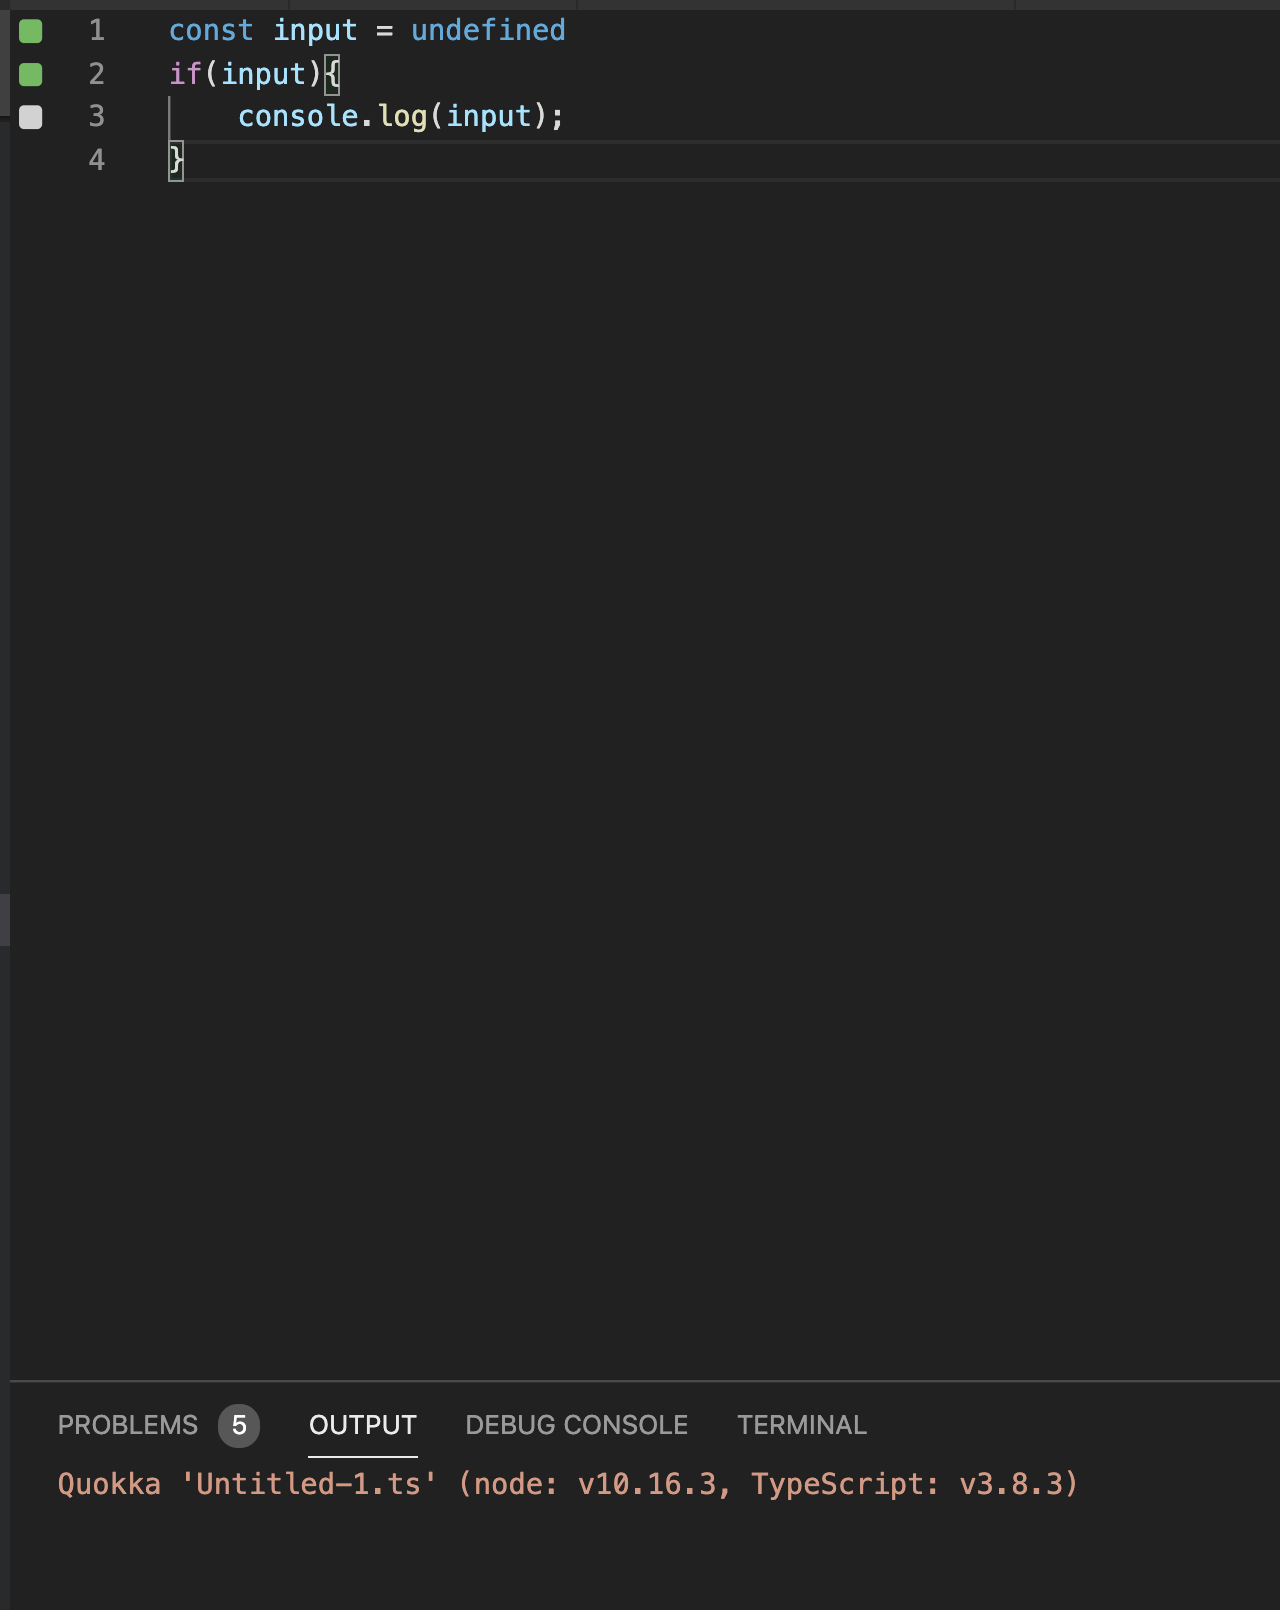 1 const input = undefined
2 if(input){
3     console.log(input);
4 }
PROBLEMS 5 OUTPUT DEBUG CONSOLE TERMINAL
Quokka 'Untitled-1.ts' (node: v10.16.3, TypeScript: v3.8.3)